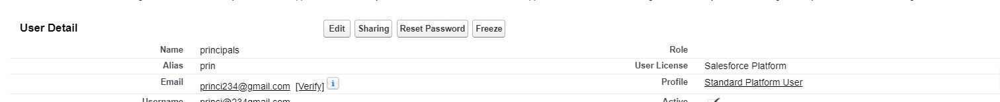 User Detail
Edit
Sharing
Reset Password
Freeze
Name principals
Role
Alias prin
User License Salesforce Platform
Email princi234@gmail.com [Verify] i
Profile Standard Platform User
Username princi@234gmail.com
Active